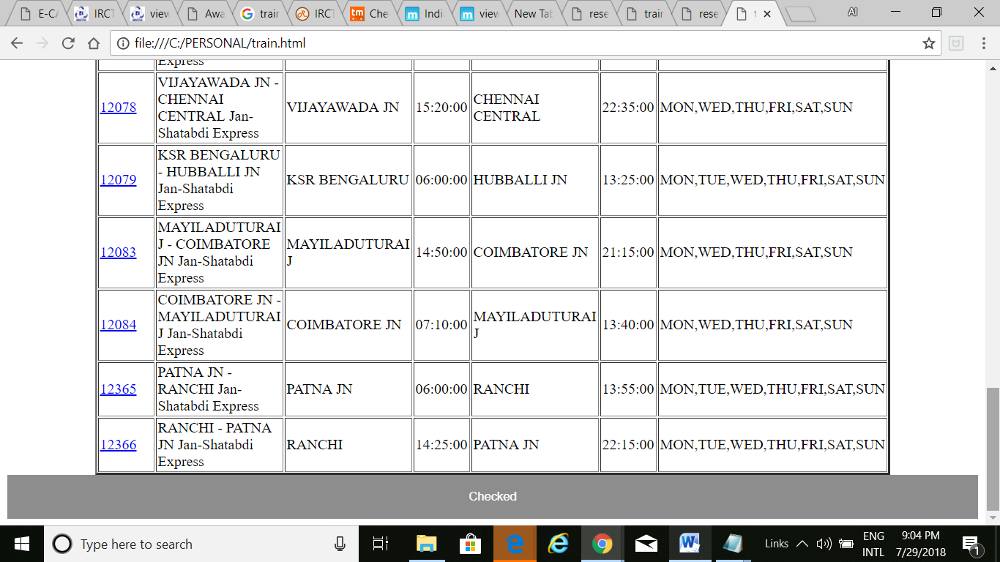 E-CA
IRCT
view
Awa
train
IRCT
Che
Indi
view
New Tab
rese
train
rese
t
AI
file:///C:/PERSONAL/train.html
Express
12078
VIJAYAWADA JN -
CHENNAI
CENTRAL Jan-
Shatabdi Express
VIJAYAWADA JN
15:20:00
CHENNAI
CENTRAL
22:35:00
MON,WED,THU,FRI,SAT,SUN
12079
KSR BENGALURU
- HUBBALLI JN
Jan-Shatabdi
Express
KSR BENGALURU
06:00:00
HUBBALLI JN
13:25:00
MON,TUE,WED,THU,FRI,SAT,SUN
12083
MAYILADUTURAI
J - COIMBATORE
JN Jan-Shatabdi
Express
MAYILADUTURAI
J
14:50:00
COIMBATORE JN
21:15:00
MON,WED,THU,FRI,SAT,SUN
12084
COIMBATORE JN -
MAYILADUTURAI
J Jan-Shatabdi
Express
COIMBATORE JN
07:10:00
MAYILADUTURAI
J
13:40:00
MON,WED,THU,FRI,SAT,SUN
12365
PATNA JN -
RANCHI Jan-
Shatabdi Express
PATNA JN
06:00:00
RANCHI
13:55:00
MON,TUE,WED,THU,FRI,SAT,SUN
12366
RANCHI - PATNA
JN Jan-Shatabdi
Express
RANCHI
14:25:00
PATNA JN
22:15:00
MON,TUE,WED,THU,FRI,SAT,SUN
Checked
Type here to search
Links
ENG
INTL
9:04 PM
7/29/2018
1